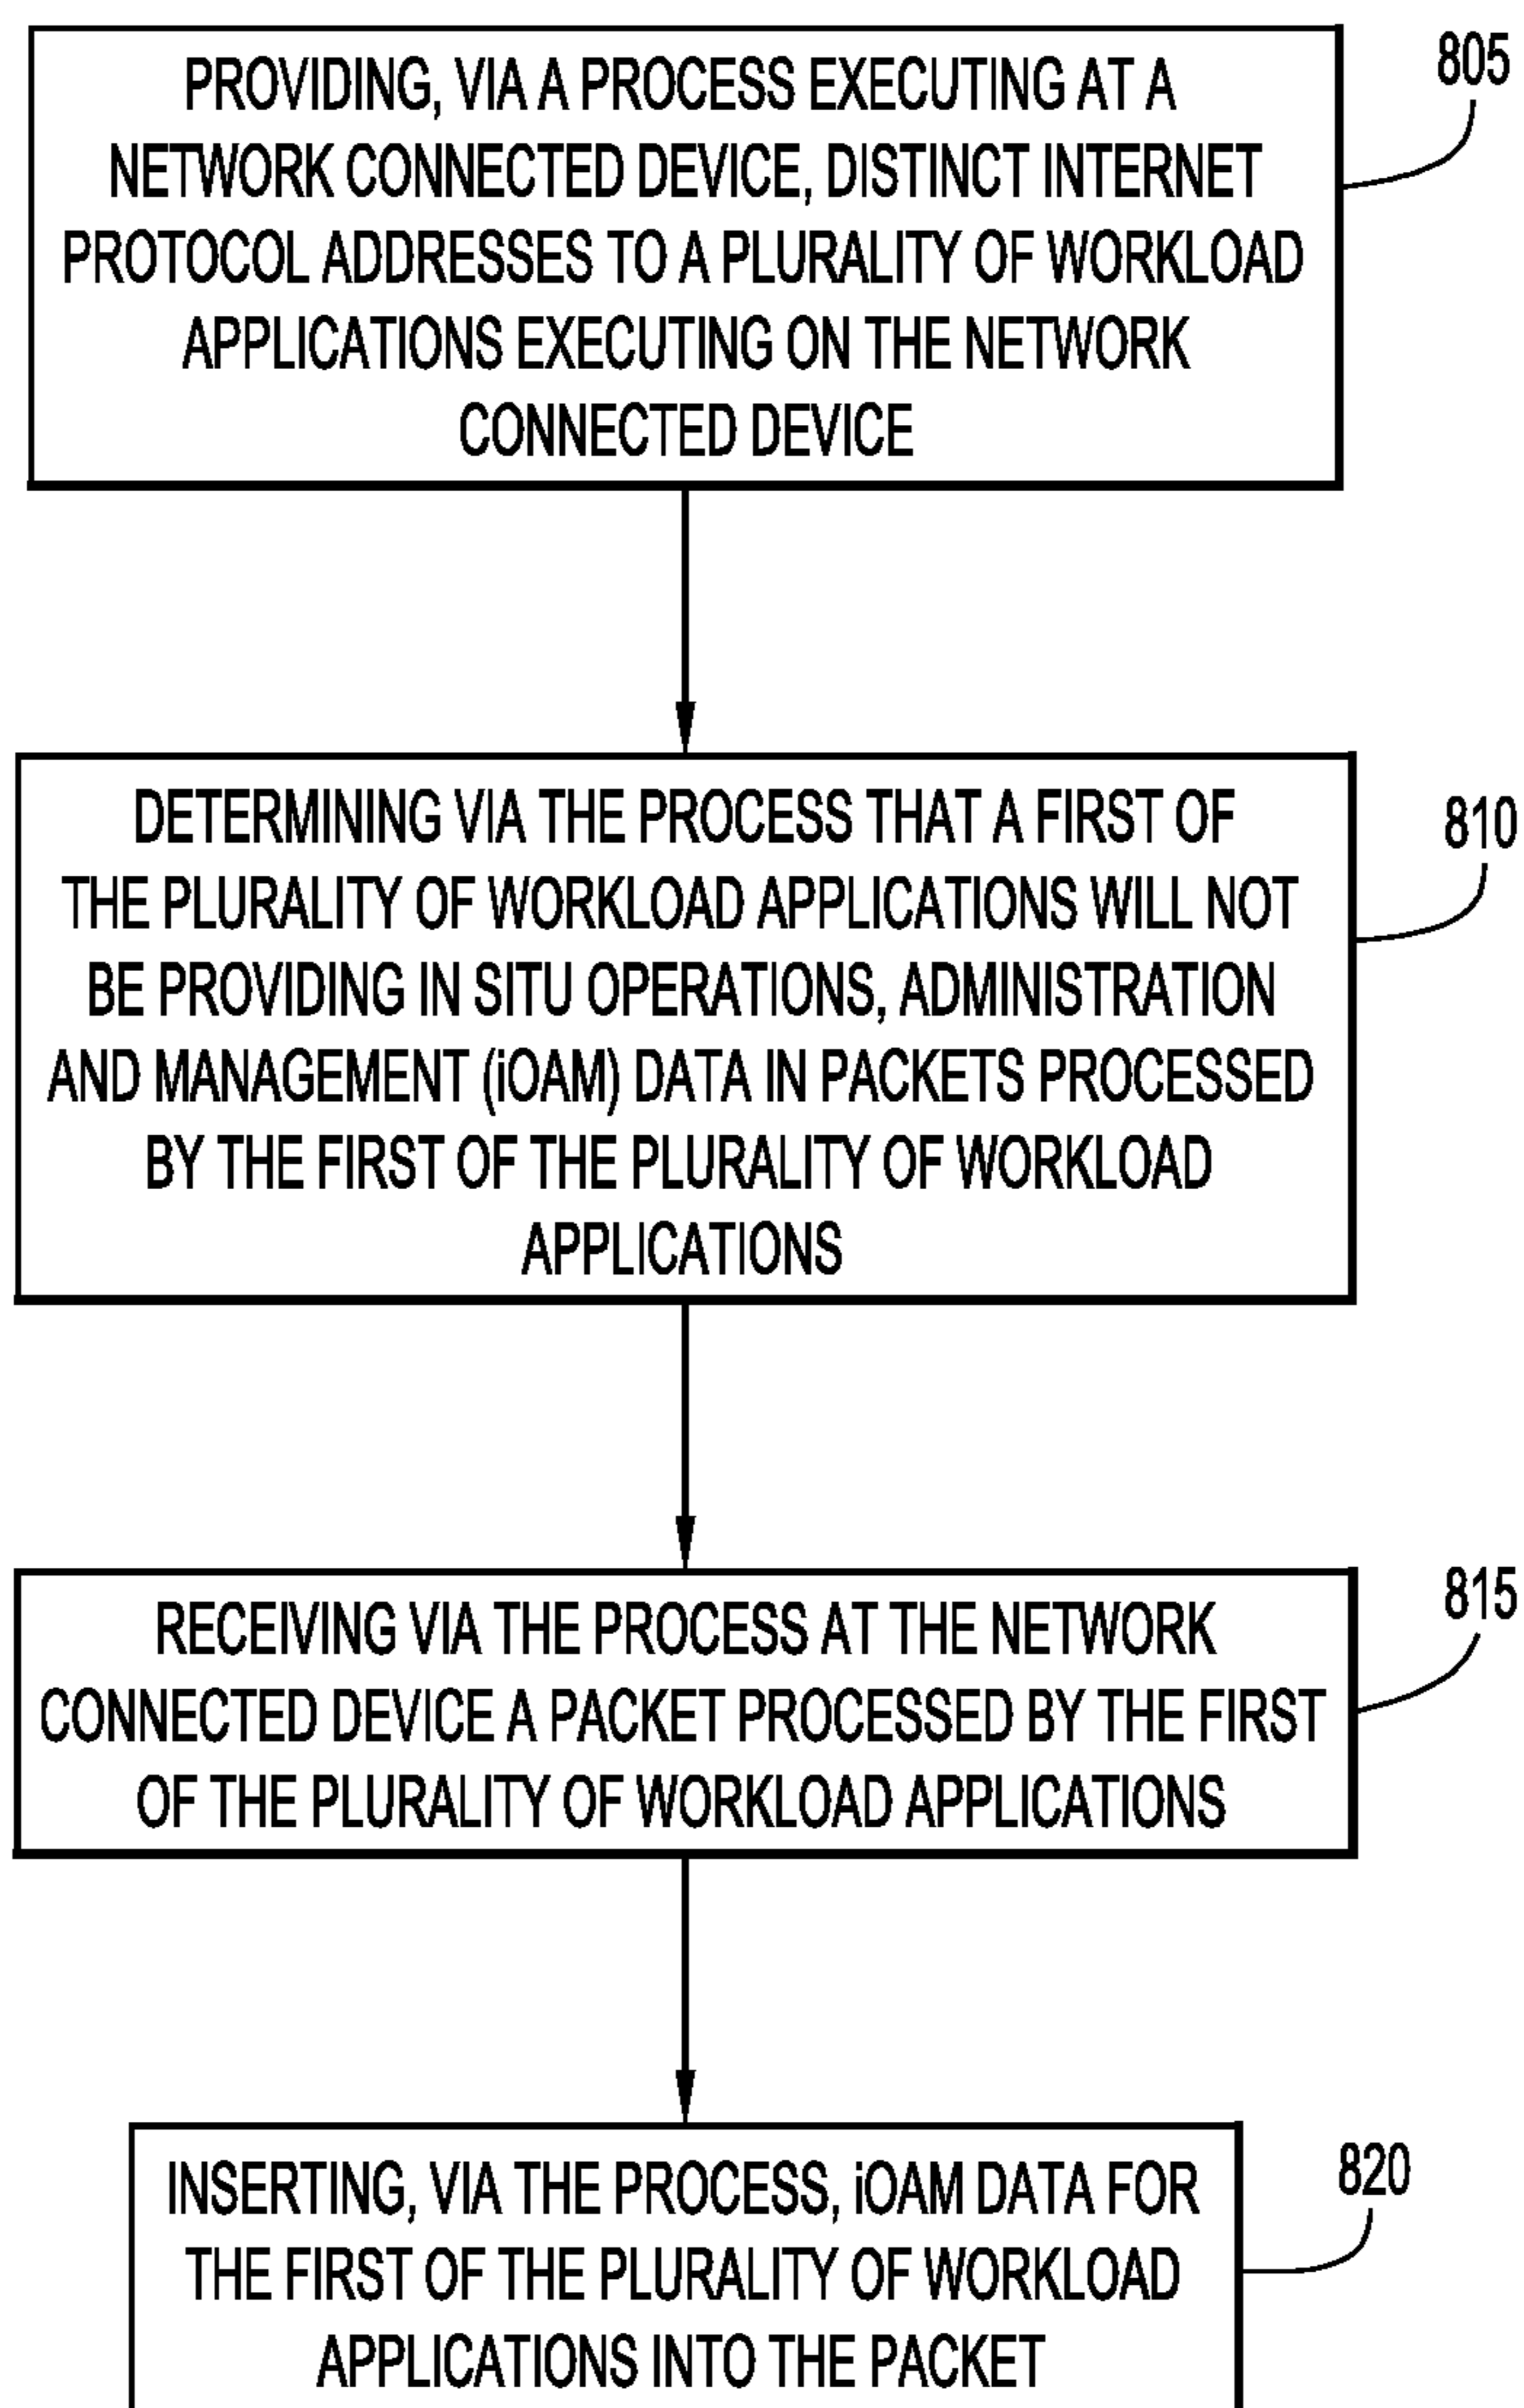 PROVIDING, VIA A PROCESS EXECUTING AT A
NETWORK CONNECTED DEVICE, DISTINCT INTERNET
PROTOCOL ADDRESSES TO A PLURALITY OF WORKLOAD
APPLICATIONS EXECUTING ON THE NETWORK
CONNECTED DEVICE
805
DETERMINING VIA THE PROCESS THAT A FIRST OF
THE PLURALITY OF WORKLOAD APPLICATIONS WILL NOT
BE PROVIDING IN SITU OPERATIONS, ADMINISTRATION
AND MANAGEMENT (iOAM) DATA IN PACKETS PROCESSED
BY THE FIRST OF THE PLURALITY OF WORKLOAD
APPLICATIONS
810
RECEIVING VIA THE PROCESS AT THE NETWORK
CONNECTED DEVICE A PACKET PROCESSED BY THE FIRST
OF THE PLURALITY OF WORKLOAD APPLICATIONS
815
INSERTING, VIA THE PROCESS, iOAM DATA FOR
THE FIRST OF THE PLURALITY OF WORKLOAD
APPLICATIONS INTO THE PACKET
820